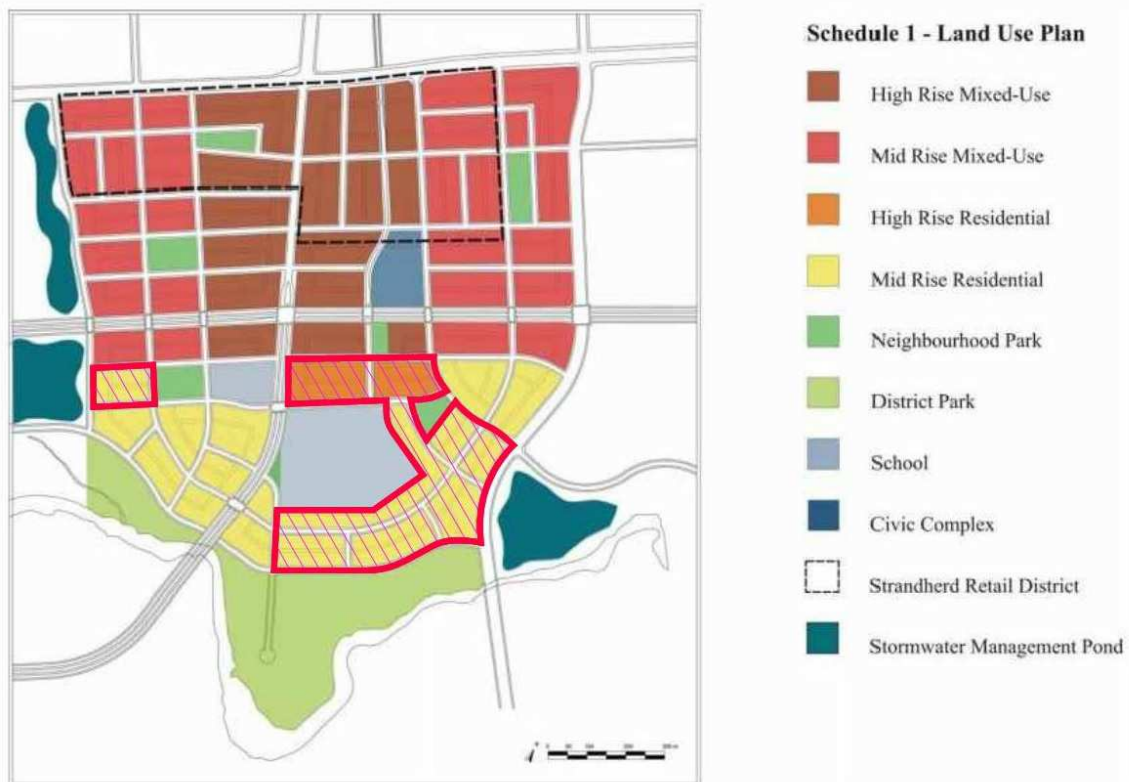 Schedule 1 - Land Use Plan
High Rise Mixed-Use
Mid Rise Mixed-Use
High Rise Residential
Mid Rise Residential
Neighbourhood Park
District Park
School
Civic Complex
Strandherd Retail District
Stormwater Management Pond